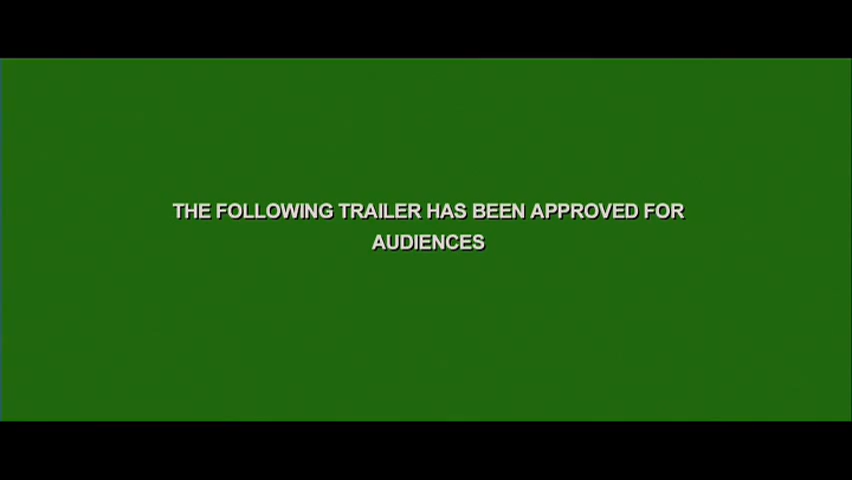 THE FOLLOWING TRAILER HAS BEEN APPROVED FOR
AUDIENCES